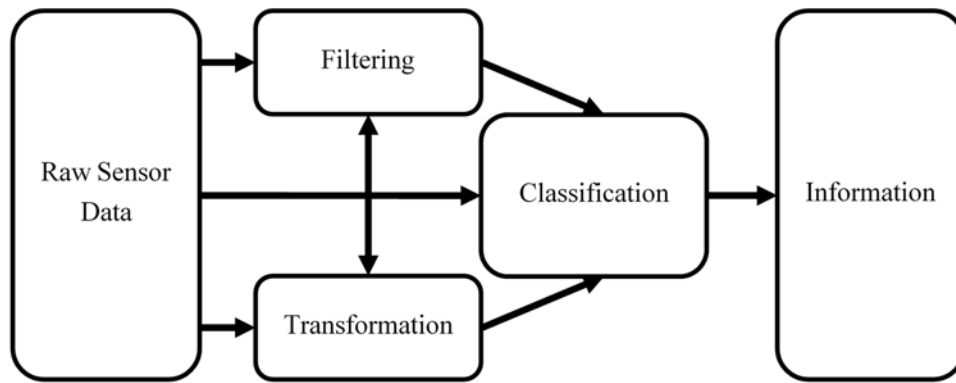 Raw Sensor
Data
Filtering
Transformation
Classification
Information